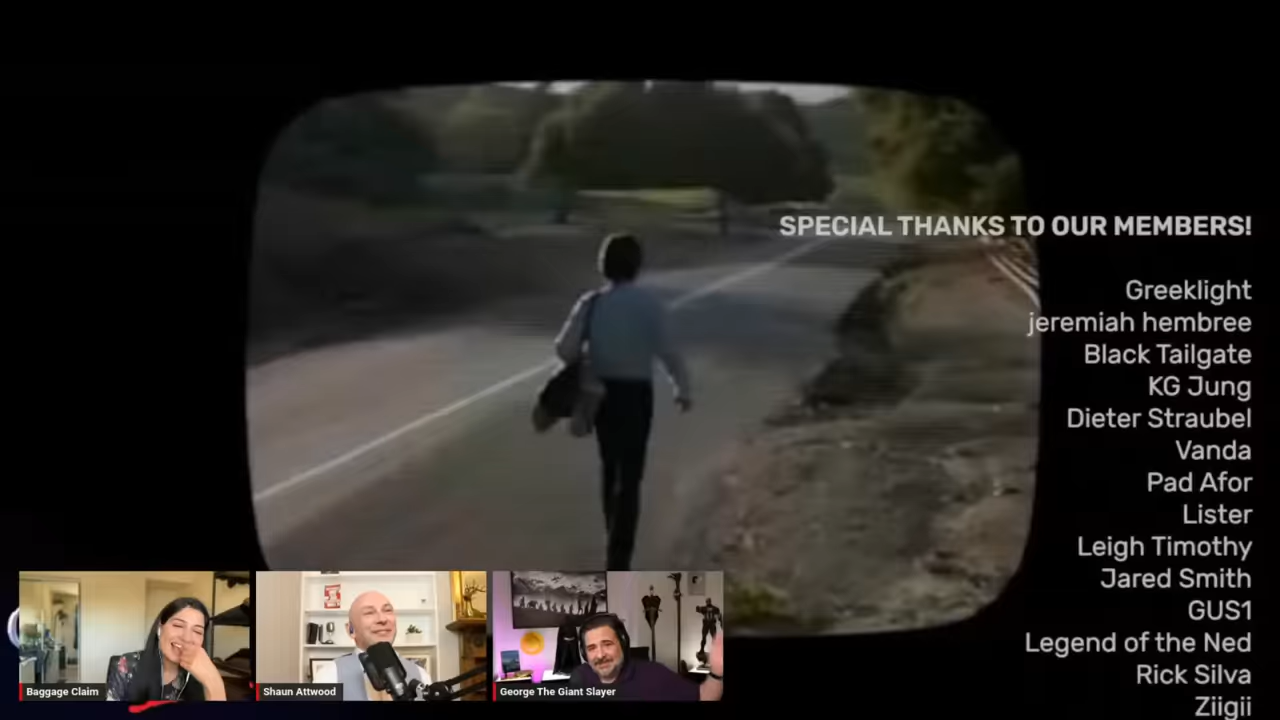 SPECIAL THANKS TO OUR MEMBERS!
Greeklight
jeremiah hembree
Black Tailgate
KG Jung
Dieter Straubel
Vanda
Pad Afor
Lister
Leigh Timothy
Jared Smith
GUS1
Legend of the Ned
Rick Silva
Ziigii
Baggage Claim
Shaun Attwood
George The Giant Slayer